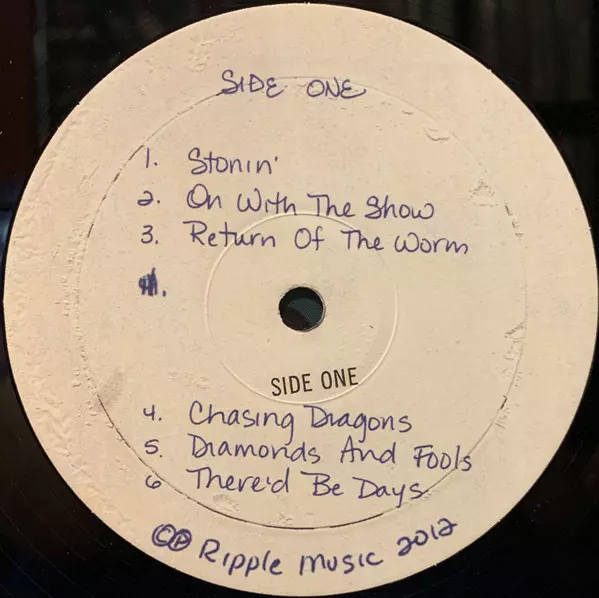 SIDE ONE
1. Stonin'
2. On With The Show
3. Return Of The Worm
SIDE ONE
4. Chasing Dragons
5. Diamonds And Fools
6 There'd Be Days
©℗ Ripple Music 2012